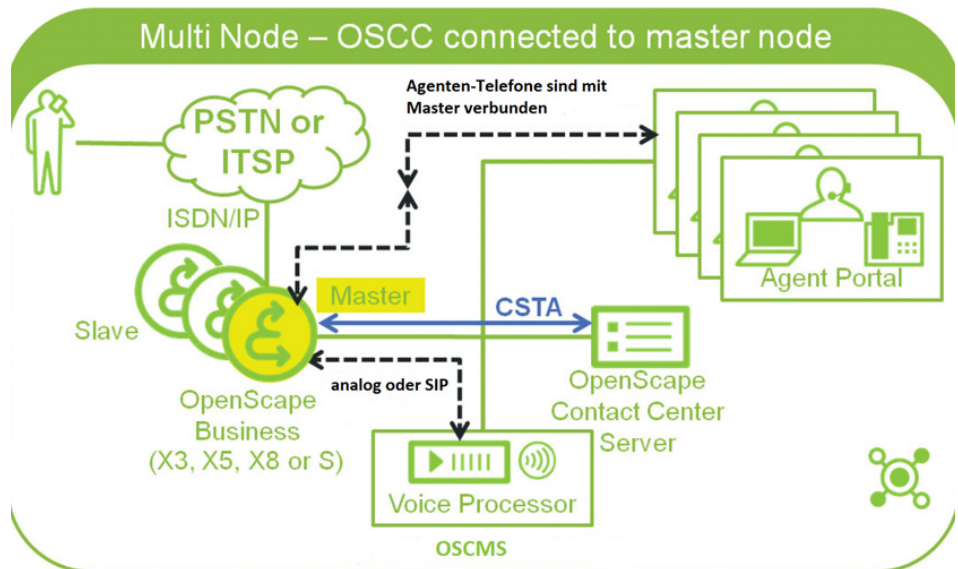 Multi Node – OSCC connected to master node
Agenten-Telefone sind mit
Master verbunden
PSTN or
ITSP
ISDN/IP
Agent Portal
Master
CSTA
Slave
analog oder SIP
OpenScape
Business
(X3, X5, X8 or S)
OpenScape
Contact Center
Server
Voice Processor
OSCMS